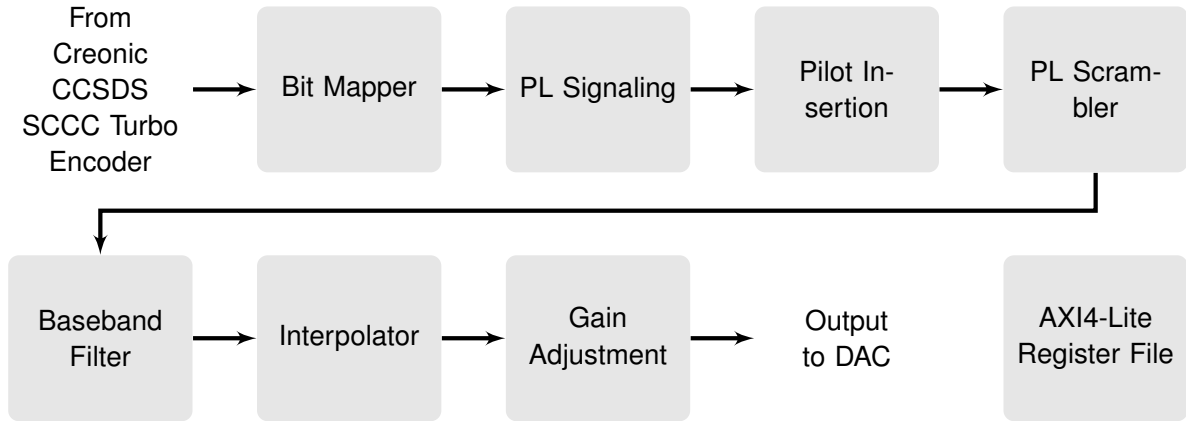 From
Creonic
CCSDS
SCCC Turbo
Encoder
Bit Mapper
PL Signaling
Pilot In-
sertion
PL Scram-
bler
Baseband
Filter
Interpolator
Gain
Adjustment
Output
to DAC
AXI4-Lite
Register File